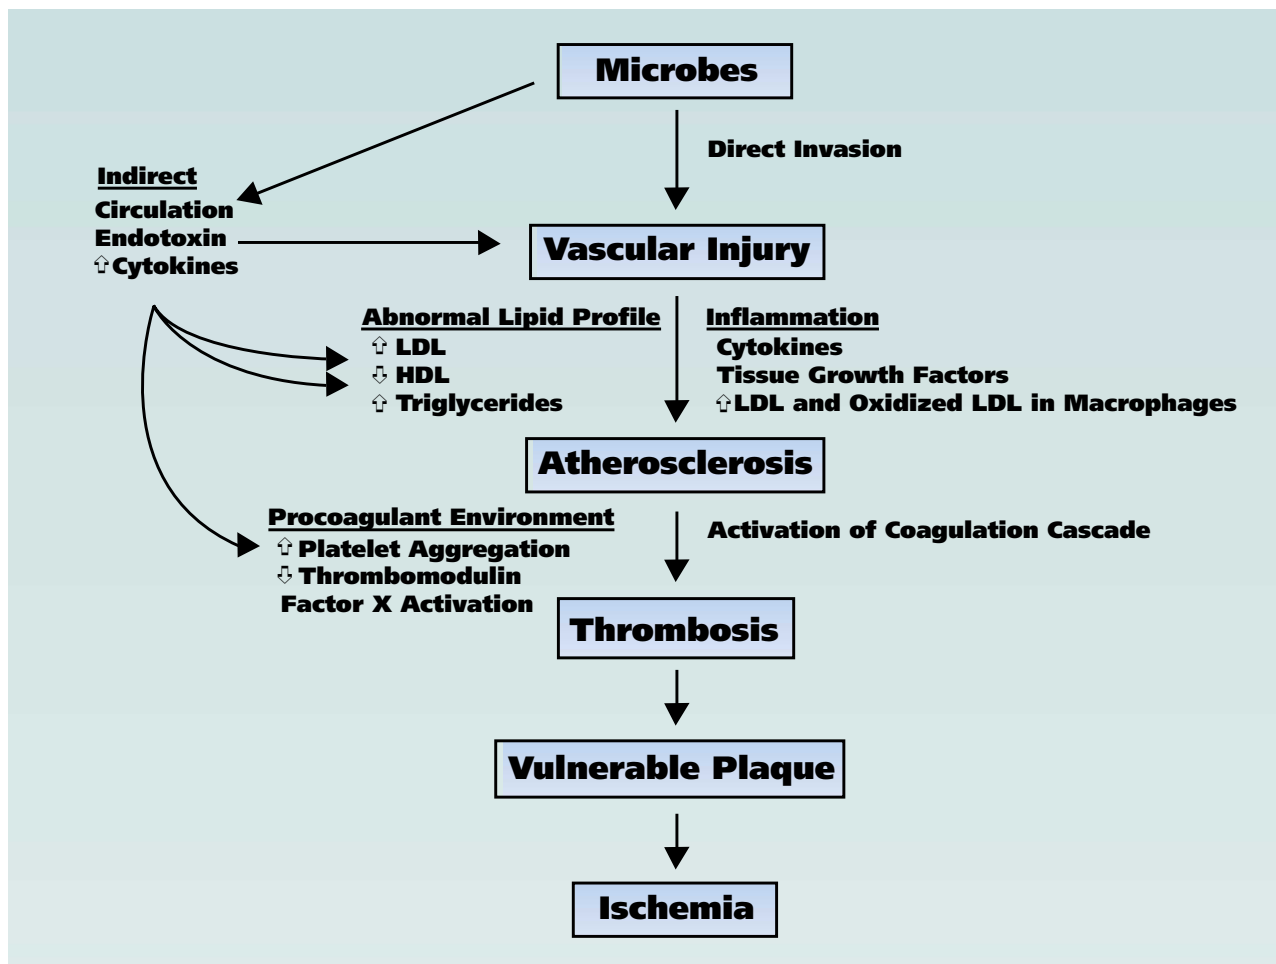 Microbes
Direct Invasion
Indirect
Circulation
Endotoxin
⇧Cytokines
Vascular Injury
Abnormal Lipid Profile
⇧ LDL
⇩ HDL
⇧ Triglycerides
Inflammation
Cytokines
Tissue Growth Factors
⇧LDL and Oxidized LDL in Macrophages
Atherosclerosis
Procoagulant Environment
⇧ Platelet Aggregation
⇩ Thrombomodulin
Factor X Activation
Activation of Coagulation Cascade
Thrombosis
Vulnerable Plaque
Ischemia